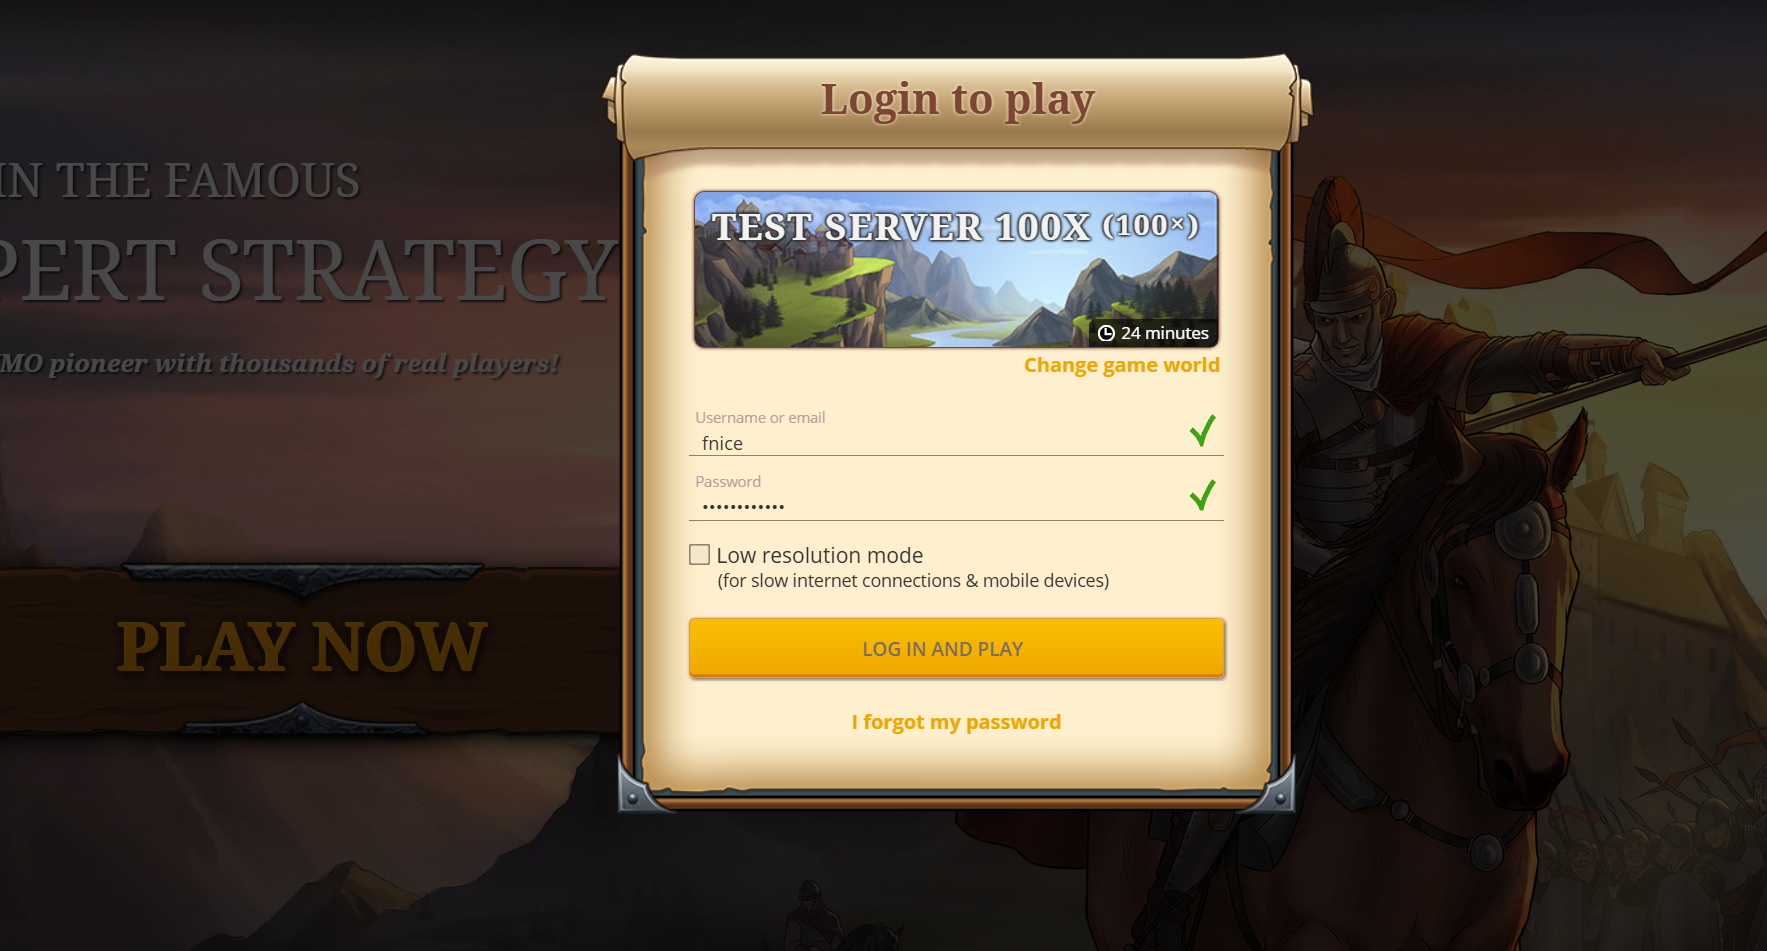 IN THE FAMOUS
PERT STRATEGY
MO pioneer with thousands of real players!
PLAY NOW
Login to play
TEST SERVER 100X (100×)
24 minutes
Change game world
Username or email
fnice
Password
••••••••••••
Low resolution mode
(for slow internet connections & mobile devices)
LOG IN AND PLAY
I forgot my password